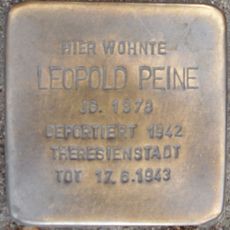 HIER WOHNTE
LEOPOLD PEINE
JG. 1878
DEPORTIERT 1942
THERESIENSTADT
TOT 17.6.1943